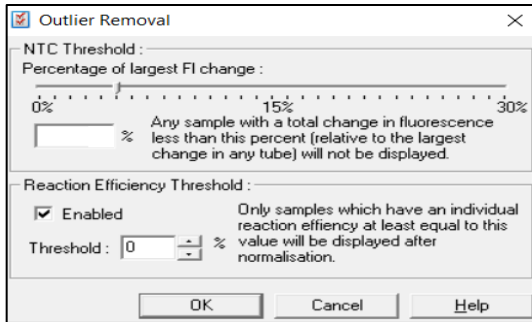 Outlier Removal
NTC Threshold :
Percentage of largest Fl change :
0% 15% 30%
% Any sample with a total change in fluorescence
less than this percent (relative to the largest
change in any tube) will not be displayed.
Reaction Efficiency Threshold :
Enabled
Threshold : 0 %
Only samples which have an individual
reaction effiency at least equal to this
value will be displayed after
normalisation.
OK Cancel Help